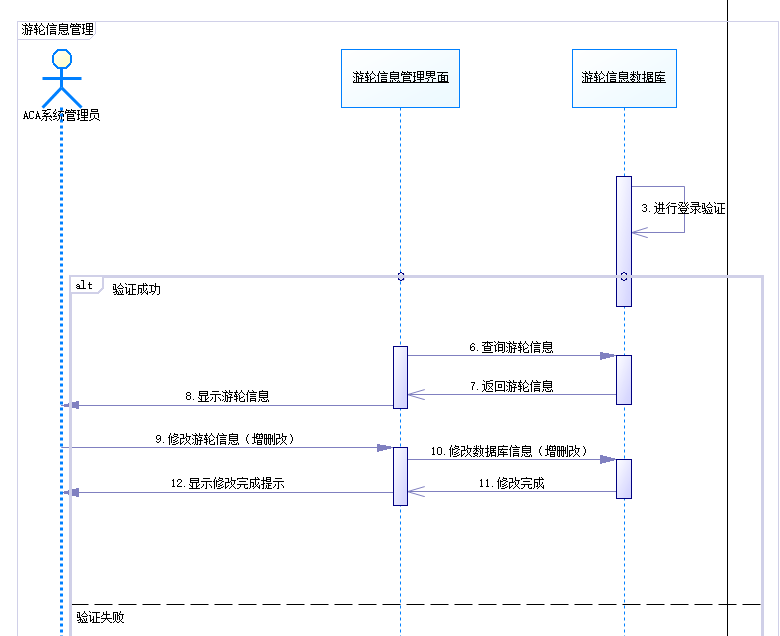 游轮信息管理
ACA系统管理员
游轮信息管理界面
游轮信息数据库
3.进行登录验证
alt
验证成功
6.查询游轮信息
7.返回游轮信息
8.显示游轮信息
9.修改游轮信息（增删改）
10.修改数据库信息（增删改）
11.修改完成
12.显示修改完成提示
验证失败